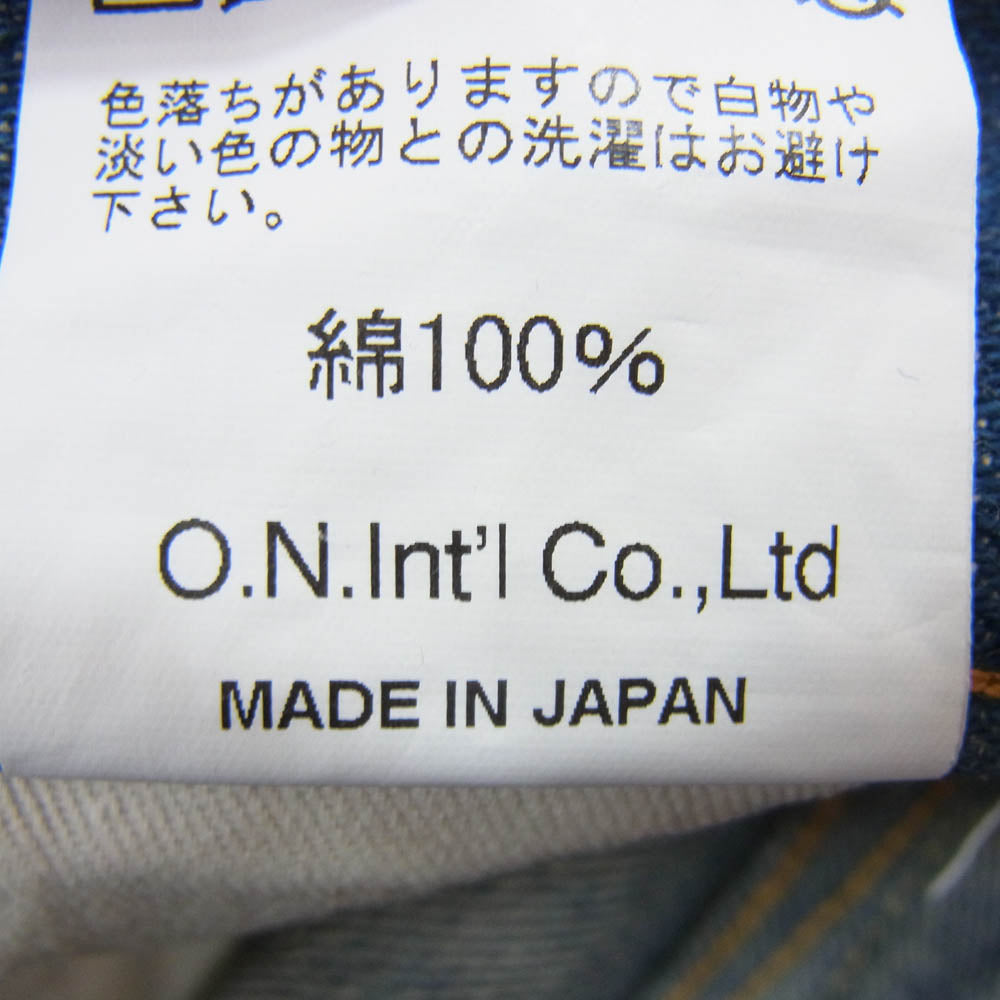 色落ちがありますので白物や
淡い色の物との洗濯はお避け
下さい。
綿100%
O.N.Int'l Co.,Ltd
MADE IN JAPAN